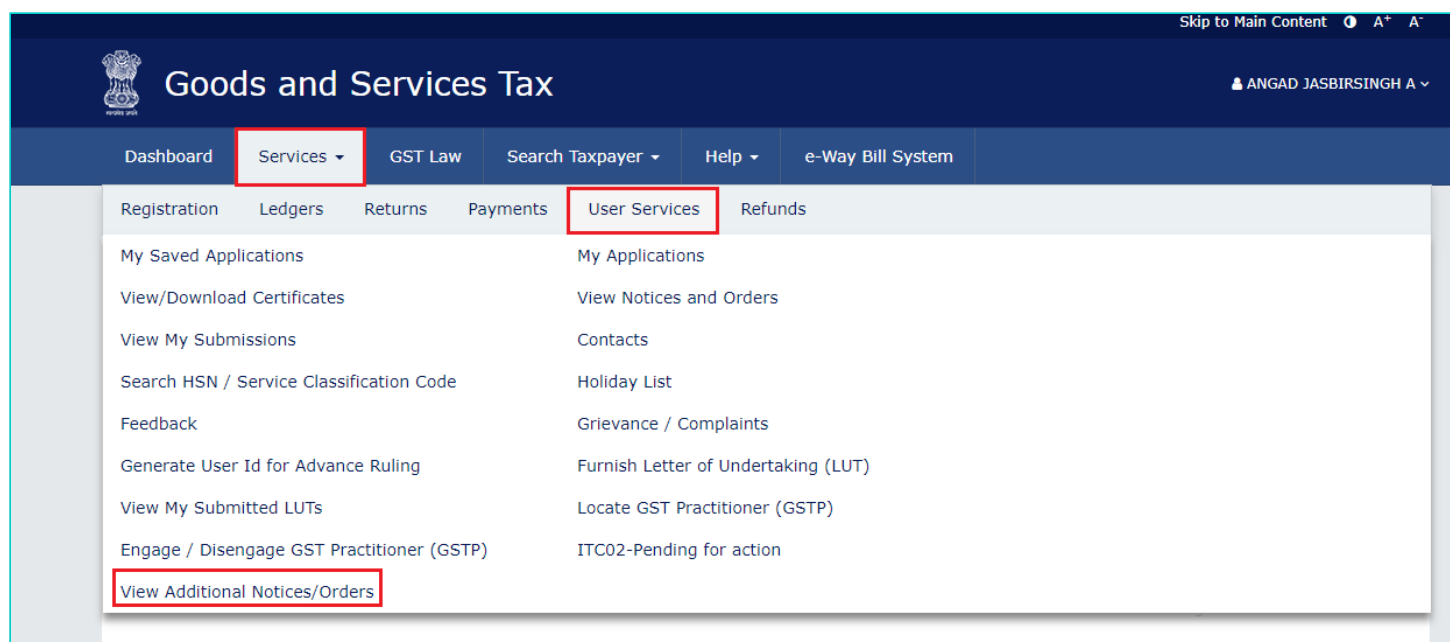 Skip to Main Content A+ A-
Goods and Services Tax
ANGAD JASBIRSINGH A
Dashboard Services GST Law Search Taxpayer Help e-Way Bill System
Registration Ledgers Returns Payments User Services Refunds
My Saved Applications My Applications
View/Download Certificates View Notices and Orders
View My Submissions Contacts
Search HSN / Service Classification Code Holiday List
Feedback Grievance / Complaints
Generate User Id for Advance Ruling Furnish Letter of Undertaking (LUT)
View My Submitted LUTs Locate GST Practitioner (GSTP)
Engage / Disengage GST Practitioner (GSTP) ITC02-Pending for action
View Additional Notices/Orders